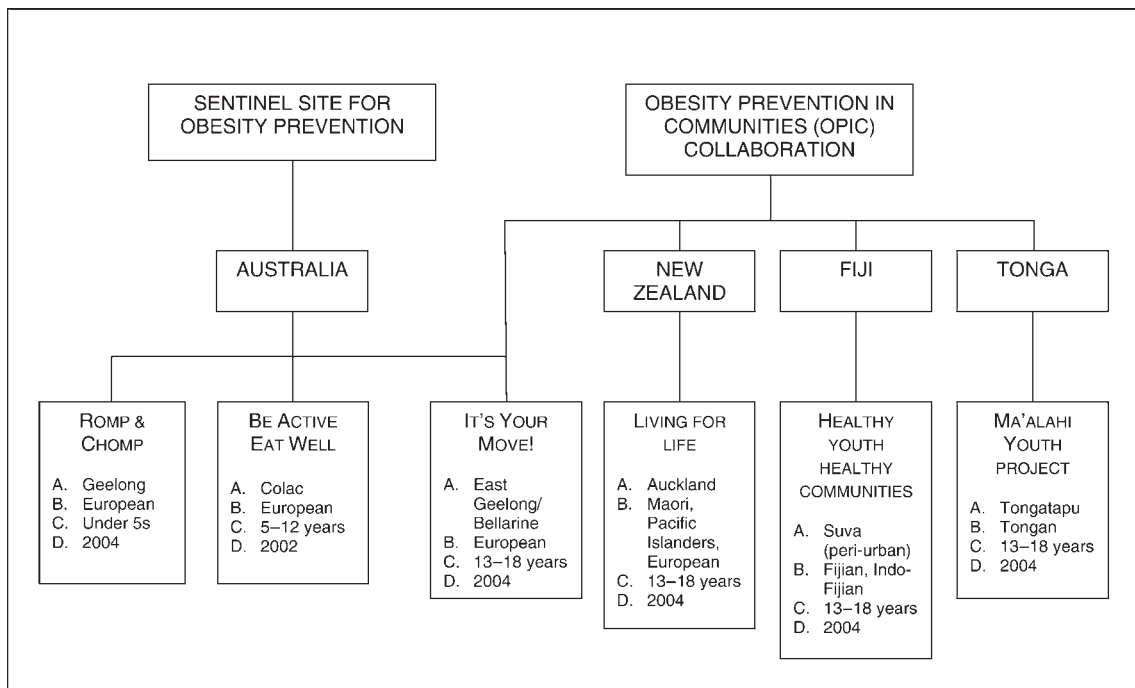 SENTINEL SITE FOR
OBESITY PREVENTION
OBESITY PREVENTION IN
COMMUNITIES (OPIC)
COLLABORATION
AUSTRALIA
NEW
ZEALAND
FIJI
TONGA
ROMP &
CHOMP
A. Geelong
B. European
C. Under 5s
D. 2004
BE ACTIVE
EAT WELL
A. Colac
B. European
C. 5–12 years
D. 2002
IT'S YOUR
MOVE!
A. East
Geelong/
Bellarine
B. European
C. 13–18 years
D. 2004
LIVING FOR
LIFE
A. Auckland
B. Maori,
Pacific
Islanders,
European
C. 13–18 years
D. 2004
HEALTHY
YOUTH
HEALTHY
COMMUNITIES
A. Suva
(peri-urban)
B. Fijian, Indo-
Fijian
C. 13–18 years
D. 2004
MA'ALAHI
YOUTH
PROJECT
A. Tongatapu
B. Tongan
C. 13–18 years
D. 2004